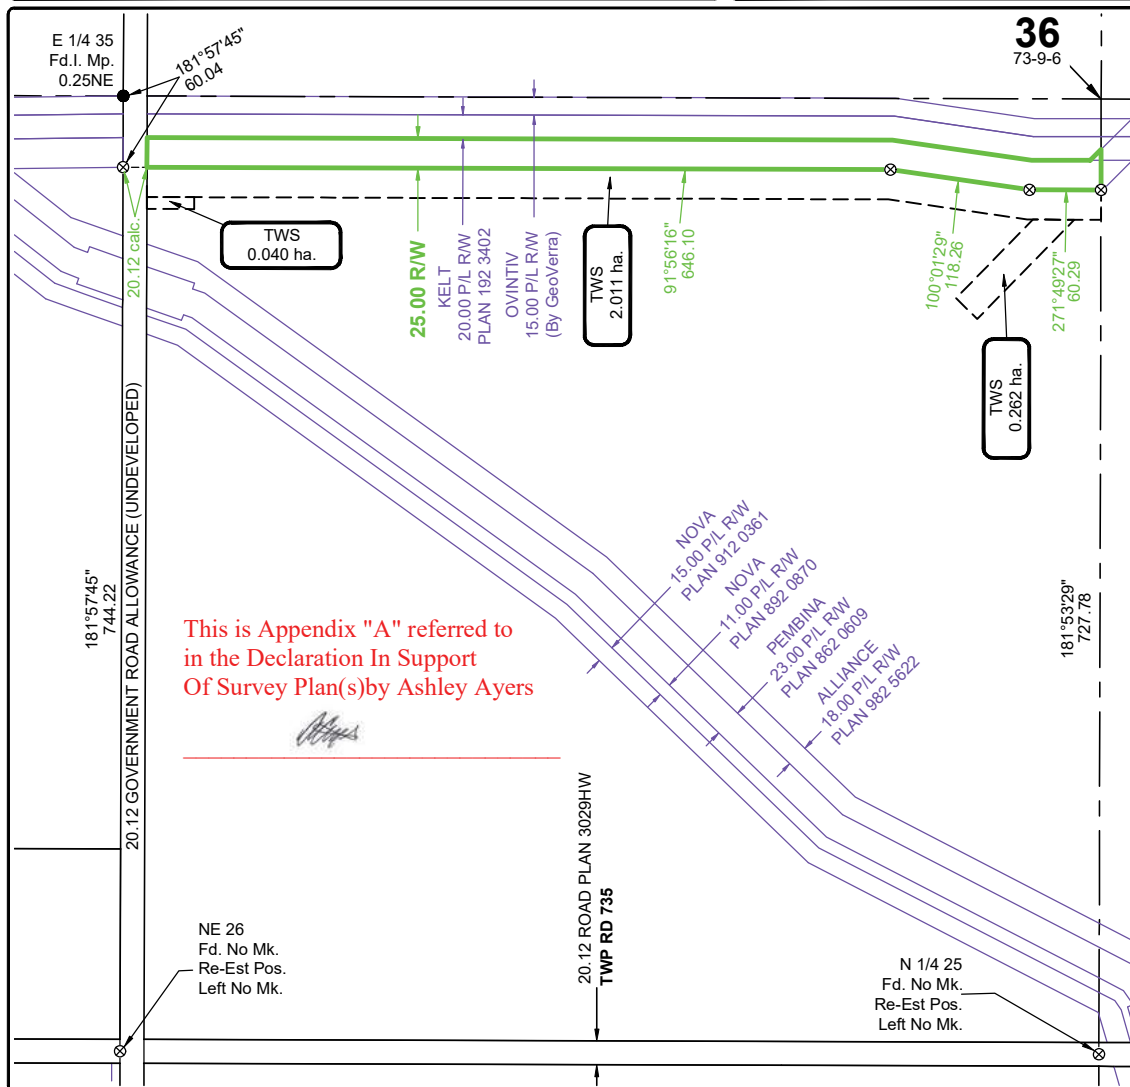 E 1/4 35
Fd.I. Mp.
0.25NE
181°57'45"
60.04
36
73-9-6
20.12 calc.
TWS
0.040 ha.
25.00 R/W
KELT
20.00 P/L R/W
PLAN 192 3402
OVINTIV
15.00 P/L R/W
(By GeoVerra)
TWS
2.011 ha.
91°56'16"
646.10
100°01'29"
118.26
271°49'27"
60.29
TWS
0.262 ha.
181°57'45"
744.22
20.12 GOVERNMENT ROAD ALLOWANCE (UNDEVELOPED)
NOVA
15.00 P/L R/W
PLAN 912 0361
NOVA
11.00 P/L R/W
PLAN 892 0870
PEMBINA
23.00 P/L R/W
PLAN 862 0609
ALLIANCE
18.00 P/L R/W
PLAN 982 5622
181°53'29"
727.78
This is Appendix "A" referred to
in the Declaration In Support
Of Survey Plan(s)by Ashley Ayers
20.12 ROAD PLAN 3029HW
TWP RD 735
NE 26
Fd. No Mk.
Re-Est Pos.
Left No Mk.
N 1/4 25
Fd. No Mk.
Re-Est Pos.
Left No Mk.